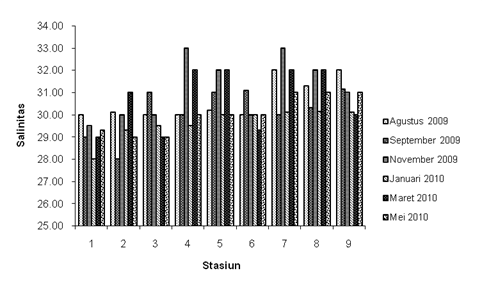 34.00
33.00
32.00
31.00
30.00
29.00
28.00
27.00
26.00
25.00
Salinitas
1 2 3 4 5 6 7 8 9
Stasiun
Agustus 2009
September 2009
November 2009
Januari 2010
Maret 2010
Mei 2010